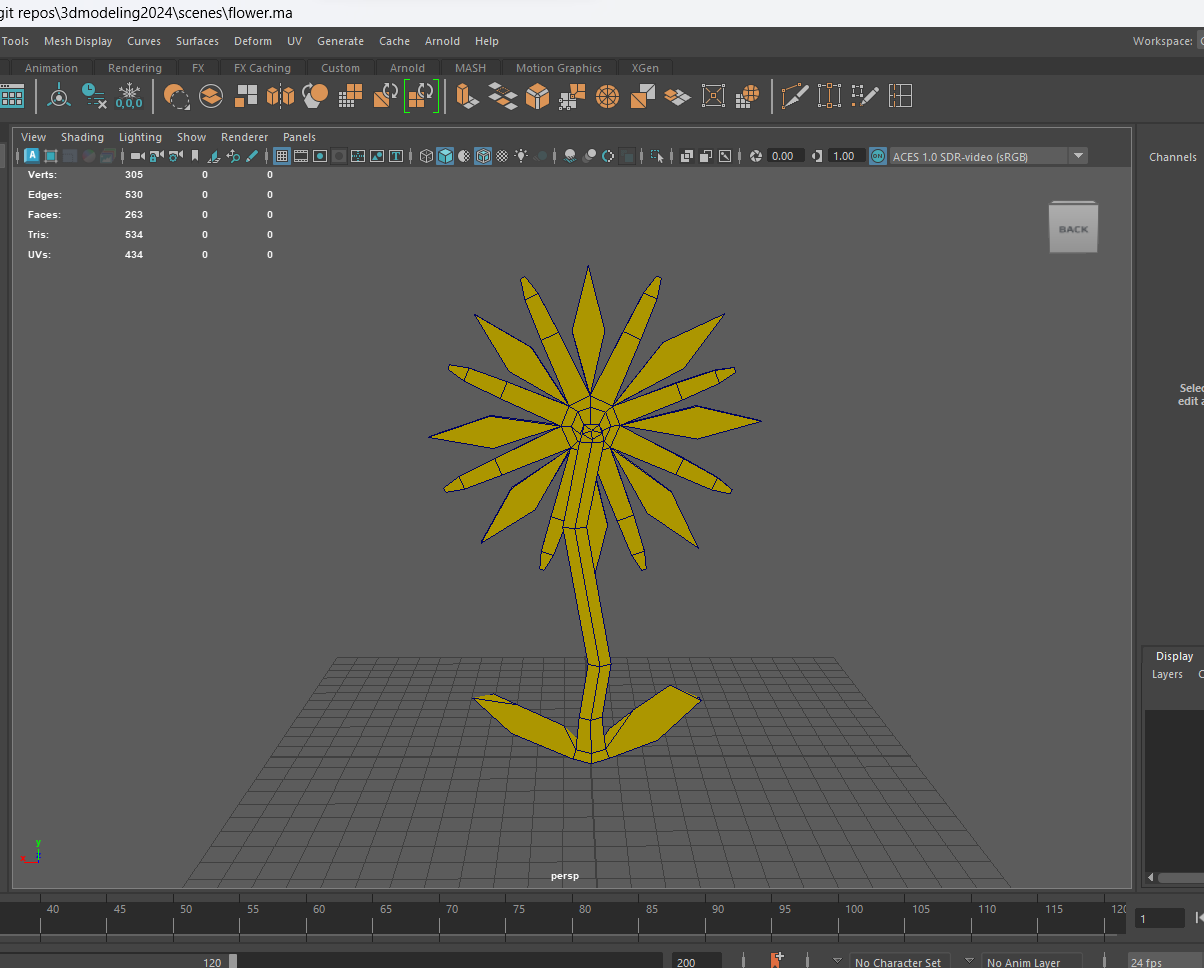 git repos\3dmodeling2024\scenes\flower.ma
Tools Mesh Display Curves Surfaces Deform UV Generate Cache Arnold Help Workspace:
Animation Rendering FX FX Caching Custom Arnold MASH Motion Graphics XGen
0,0,0
View Shading Lighting Show Renderer Panels
A T 0.00 1.00 ON ACES 1.0 SDR-video (sRGB)
Channels
Verts: 305 0 0
Edges: 530 0 0
Faces: 263 0 0
Tris: 534 0 0
UVs: 434 0 0
BACK
Selec
edit a
Display
Layers
y
x
persp
40 45 50 55 60 65 70 75 80 85 90 95 100 105 110 115 120
1
120 200 No Character Set No Anim Layer 24 fps